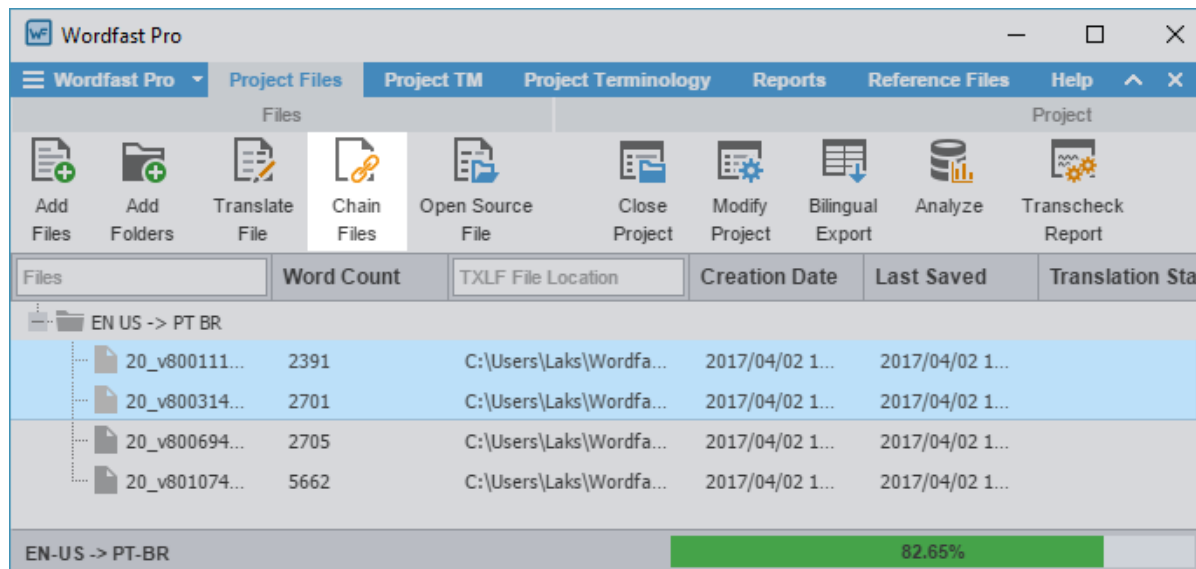 WF Wordfast Pro
Wordfast Pro Project Files Project TM Project Terminology Reports Reference Files Help
Files Project
Add Files
Add Folders
Translate File
Chain Files
Open Source File
Close Project
Modify Project
Bilingual Export
Analyze
Transcheck Report
Files Word Count TXLF File Location Creation Date Last Saved Translation Sta
EN US -> PT BR
20_v800111... 2391 C:\Users\Laks\Wordfa... 2017/04/02 1... 2017/04/02 1...
20_v800314... 2701 C:\Users\Laks\Wordfa... 2017/04/02 1... 2017/04/02 1...
20_v800694... 2705 C:\Users\Laks\Wordfa... 2017/04/02 1... 2017/04/02 1...
20_v801074... 5662 C:\Users\Laks\Wordfa... 2017/04/02 1... 2017/04/02 1...
EN-US -> PT-BR 82.65%